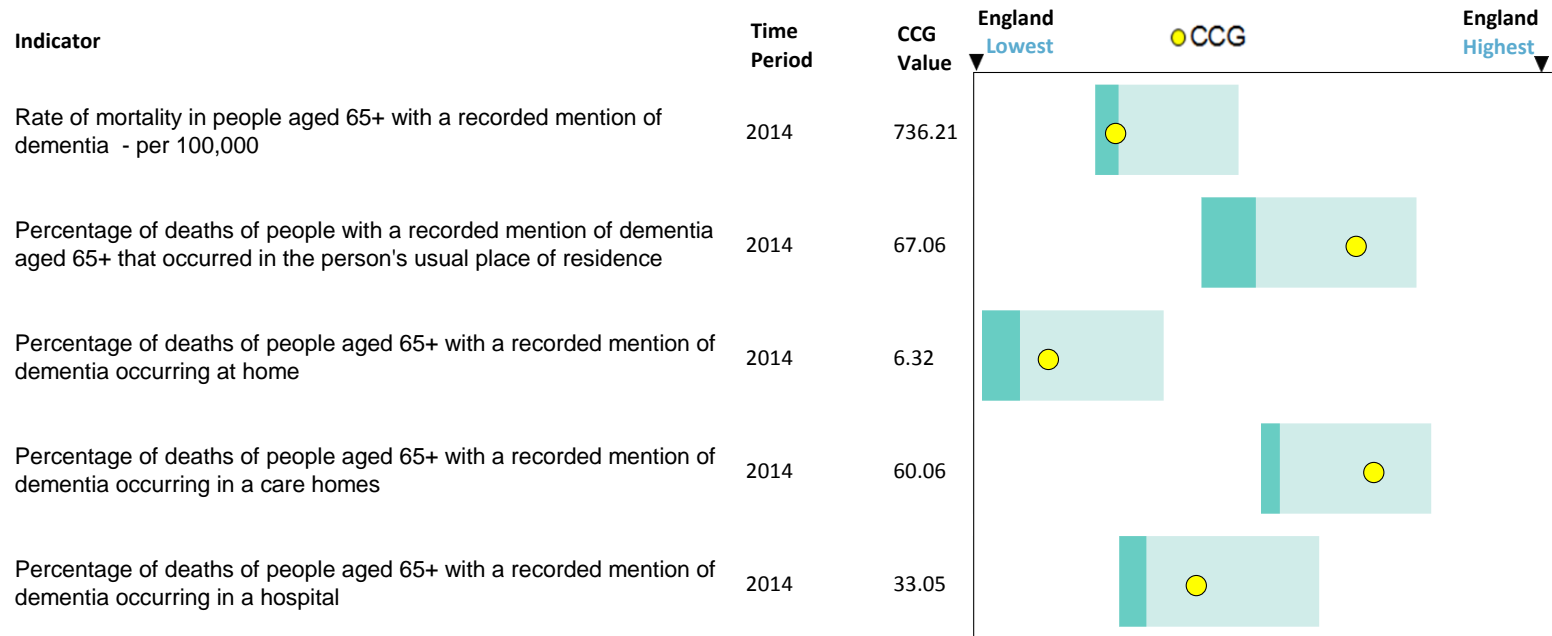 Indicator
Time
Period
CCG
Value
England
Lowest
CCG
England
Highest
Rate of mortality in people aged 65+ with a recorded mention of
dementia  - per 100,000
2014
736.21
Percentage of deaths of people with a recorded mention of dementia
aged 65+ that occurred in the person's usual place of residence
2014
67.06
Percentage of deaths of people aged 65+ with a recorded mention of
dementia occurring at home
2014
6.32
Percentage of deaths of people aged 65+ with a recorded mention of
dementia occurring in a care homes
2014
60.06
Percentage of deaths of people aged 65+ with a recorded mention of
dementia occurring in a hospital
2014
33.05